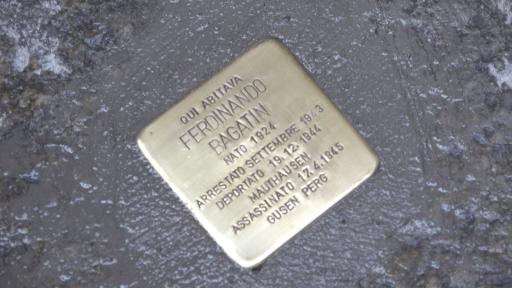 QUI ABITAVA
FERDINANDO
BAGATIN
NATO 1924
ARRESTATO SETTEMBRE 1943
DEPORTATO 19.12.1944
MAUTHAUSEN
ASSASSINATO 12.4.1945
GUSEN PERG